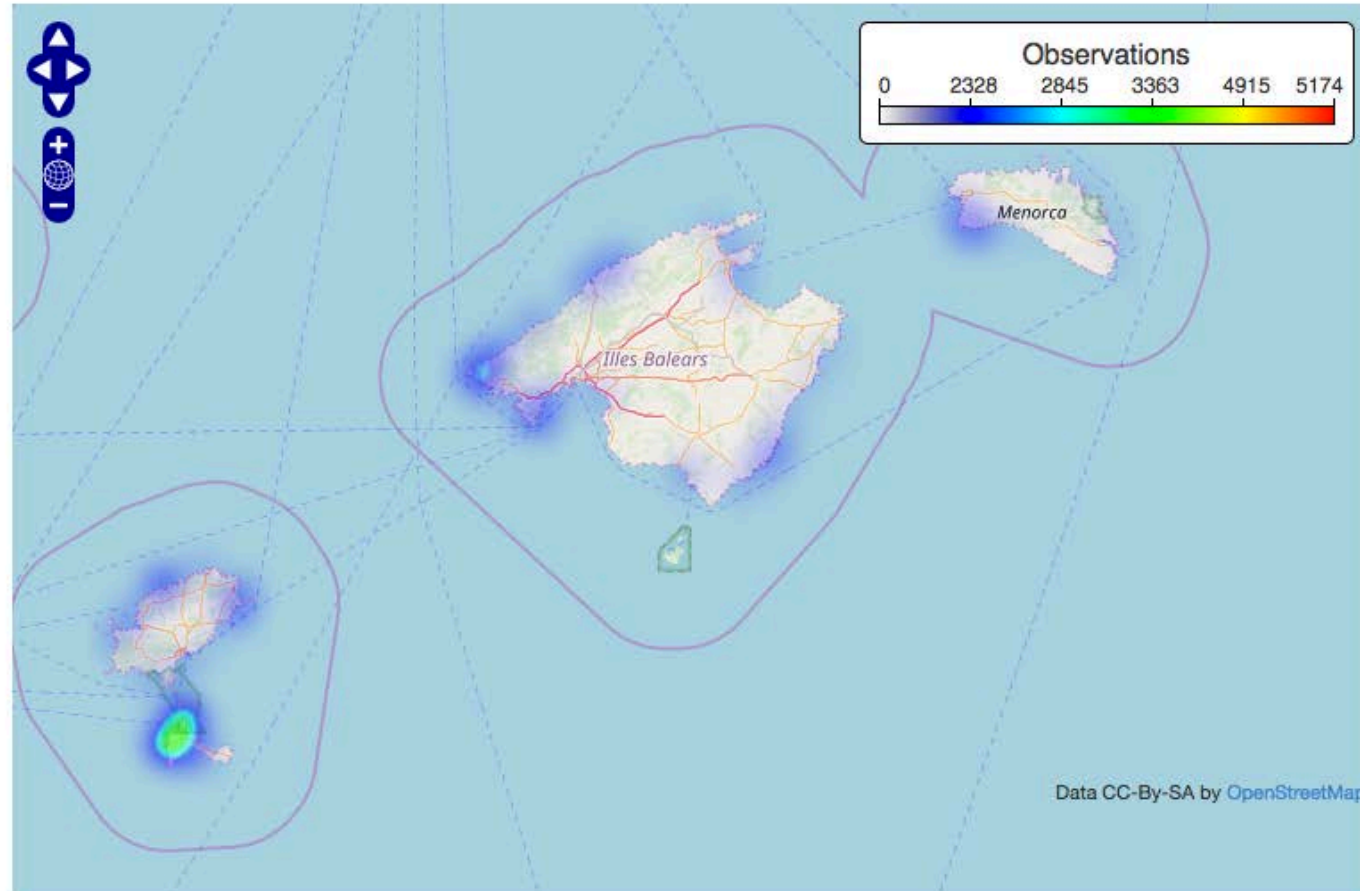 Observations
0 2328 2845 3363 4915 5174
+
−
Menorca
Illes Balears
Data CC-By-SA by OpenStreetMap